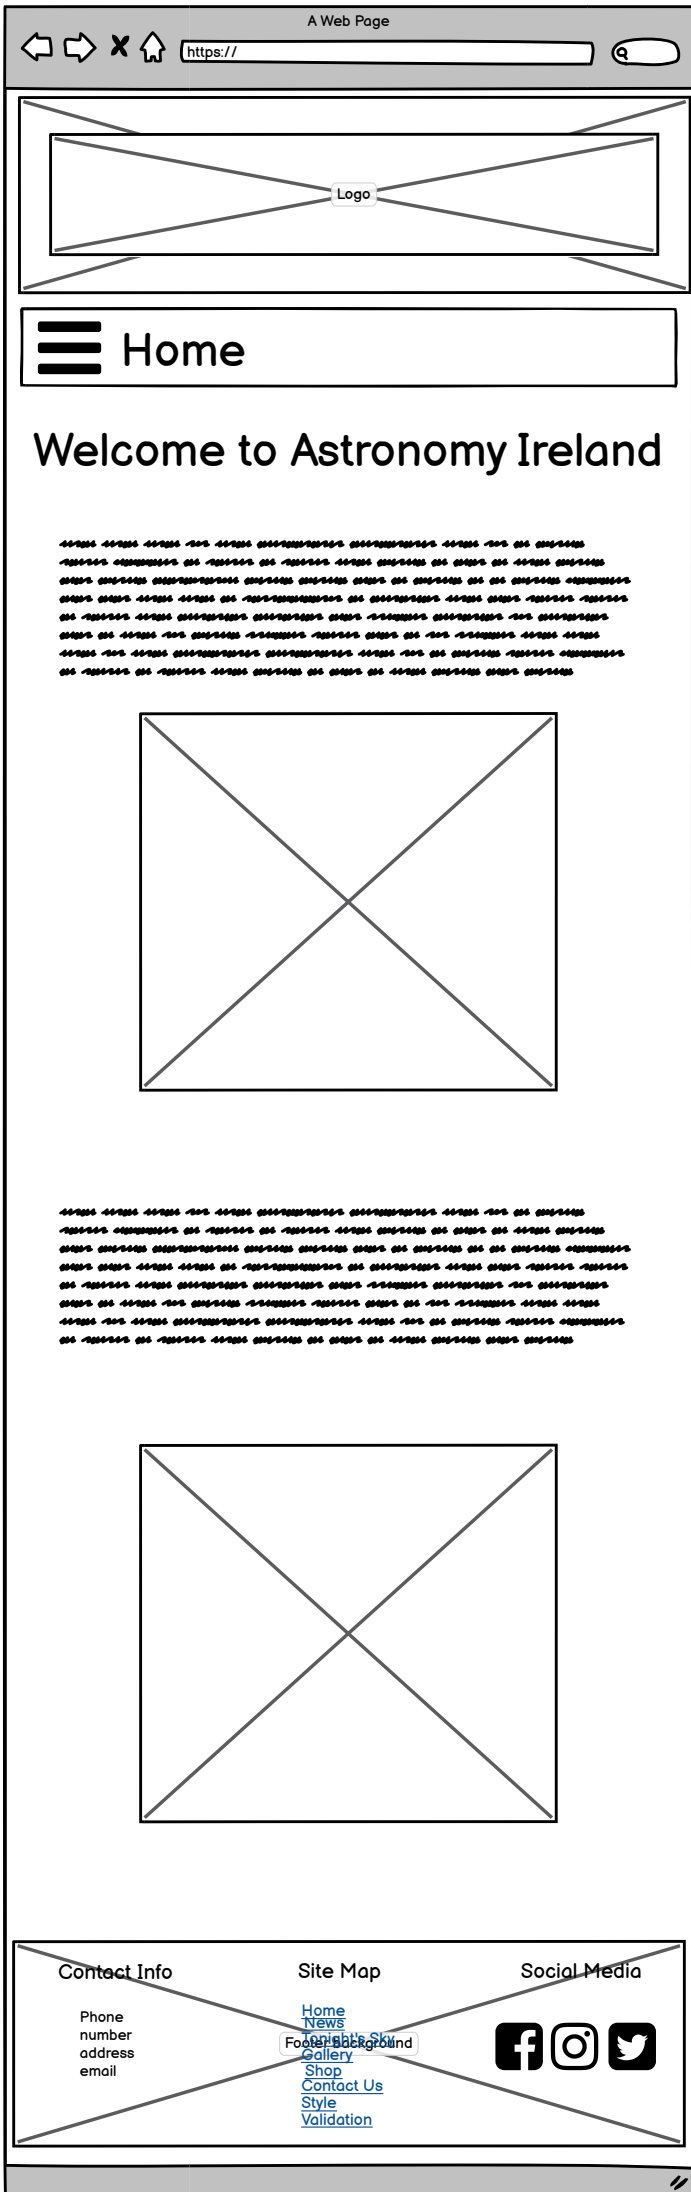 A Web Page
https://
Logo
Home
Welcome to Astronomy Ireland
Contact Info
Site Map
Social Media
Phone
number
address
email
Home
News
Tonight's Sky
Footer background
Gallery
Shop
Contact Us
Style
Validation